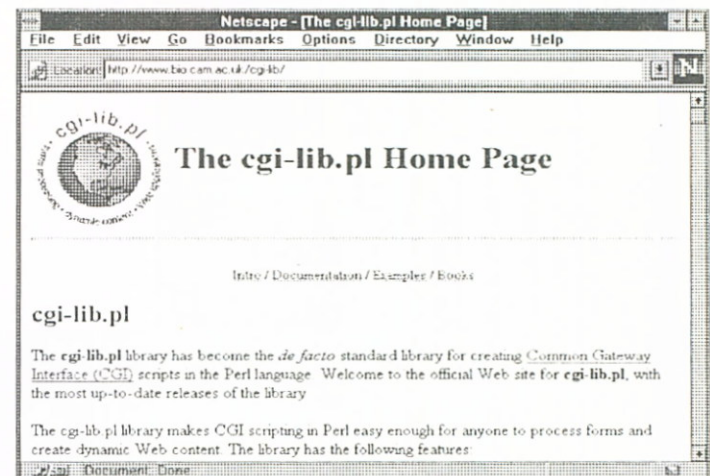 Netscape - [The cgi-lib.pl Home Page]
File Edit View Go Bookmarks Options Directory Window Help
Location: http://www.bio.cam.ac.uk/cgi-lib/
cgi-lib.pl
dynamic content
The cgi-lib.pl Home Page
Intro / Documentation / Examples / Books
cgi-lib.pl
The cgi-lib.pl library has become the de facto standard library for creating Common Gateway
Interface (CGI) scripts in the Perl language. Welcome to the official Web site for cgi-lib.pl, with
the most up-to-date releases of the library
The cgi-lib.pl library makes CGI scripting in Perl easy enough for anyone to process forms and
create dynamic Web content. The library has the following features:
Document: Done